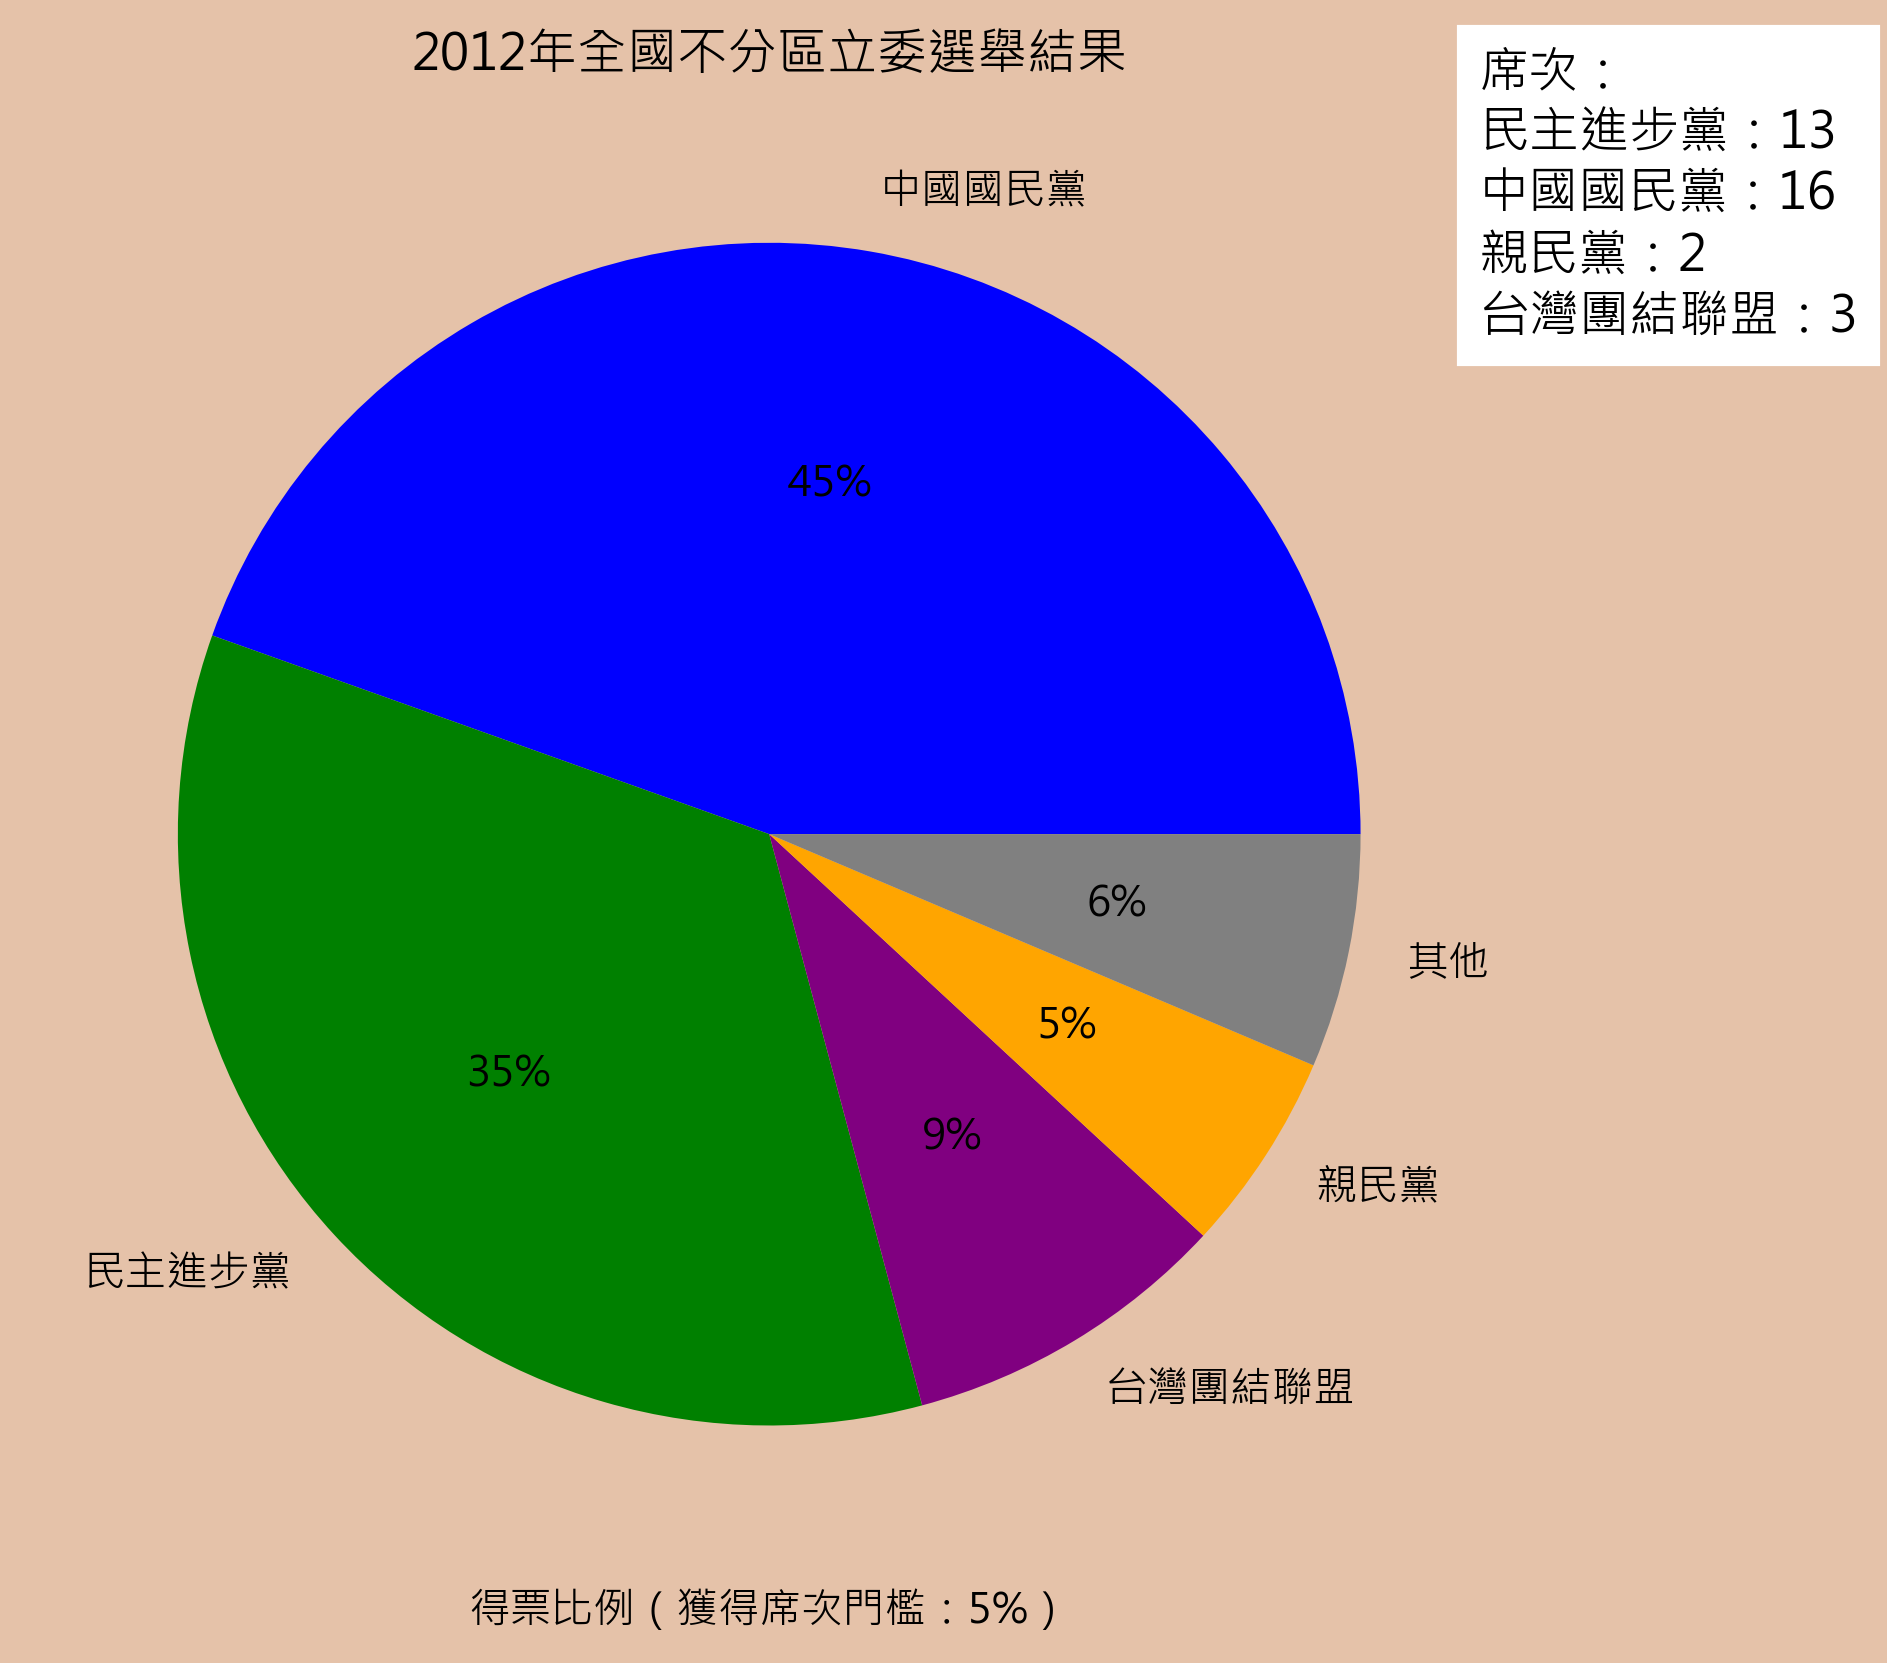 2012年全國不分區立委選舉結果
席次：
民主進步黨：13
中國國民黨：16
親民黨：2
台灣團結聯盟：3
中國國民黨
45%
6%
其他
5%
35%
9%
親民黨
民主進步黨
台灣團結聯盟
得票比例（獲得席次門檻：5%）